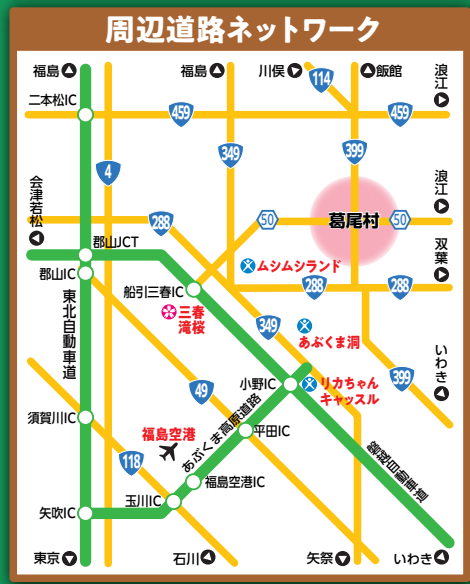 周辺道路ネットワーク
福島
福島
川俣
114
飯館
浪江
二本松IC
459
459
349
399
4
会津若松
浪江
288
50
葛尾村
50
双葉
郡山JCT
ムシムシランド
郡山IC
船引三春IC
288
288
三春
滝桜
東北自動車道
349
あぶくま洞
いわき
399
49
小野IC
リカちゃん
キャッスル
須賀川IC
福島空港
あぶくま高原道路
平田IC
118
磐越自動車道
福島空港IC
玉川IC
矢吹IC
東京
石川
矢祭
いわき